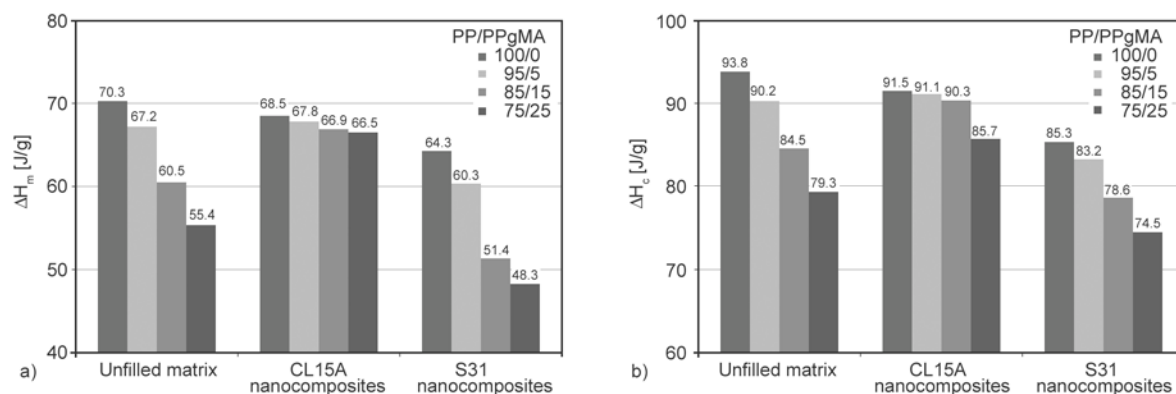 80
70
60
50
40
ΔHm [J/g]
PP/PPgMA
100/0
95/5
85/15
75/25
70.3
67.2
60.5
55.4
68.5
67.8
66.9
66.5
64.3
60.3
51.4
48.3
a)
Unfilled matrix
CL15A
nanocomposites
S31
nanocomposites
100
90
80
70
60
ΔHc [J/g]
PP/PPgMA
100/0
95/5
85/15
75/25
93.8
90.2
84.5
79.3
91.5
91.1
90.3
85.7
85.3
83.2
78.6
74.5
b)
Unfilled matrix
CL15A
nanocomposites
S31
nanocomposites